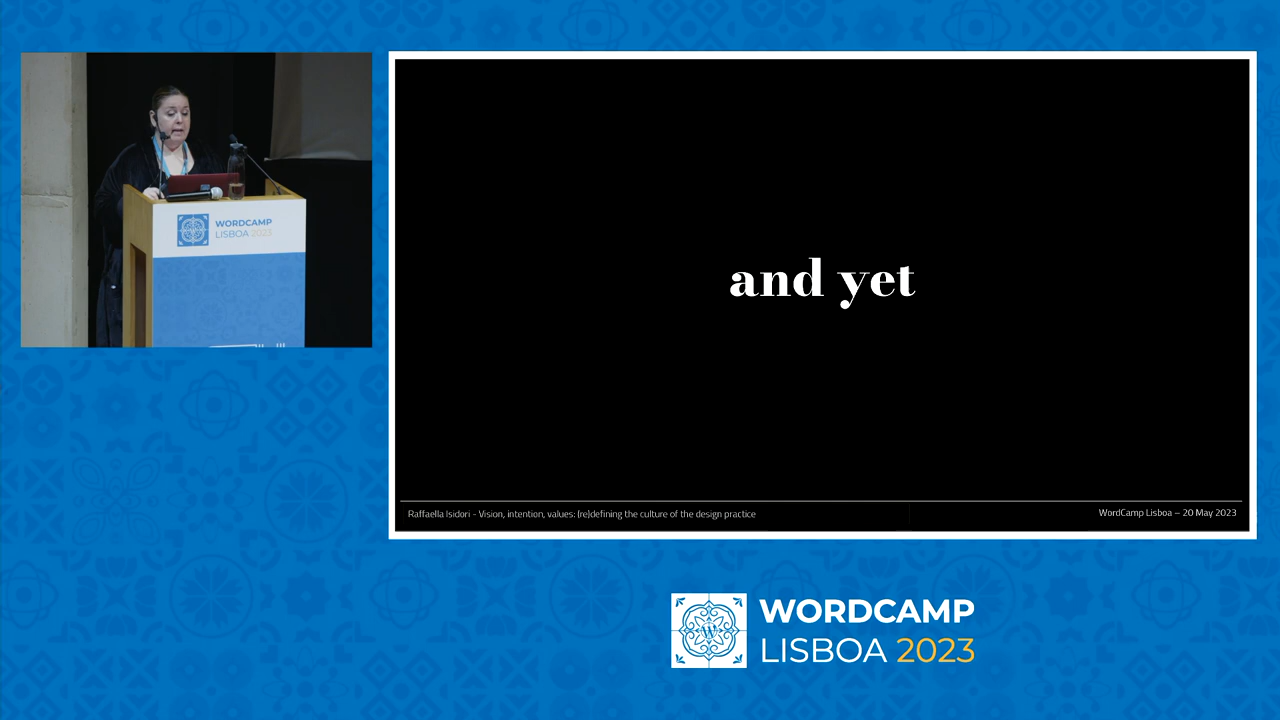 WORDCAMP
LISBOA 2023
and yet
Raffaella Isidori - Vision, intention, values: (re)defining the culture of the design practice
WordCamp Lisboa – 20 May 2023
WORDCAMP
LISBOA 2023